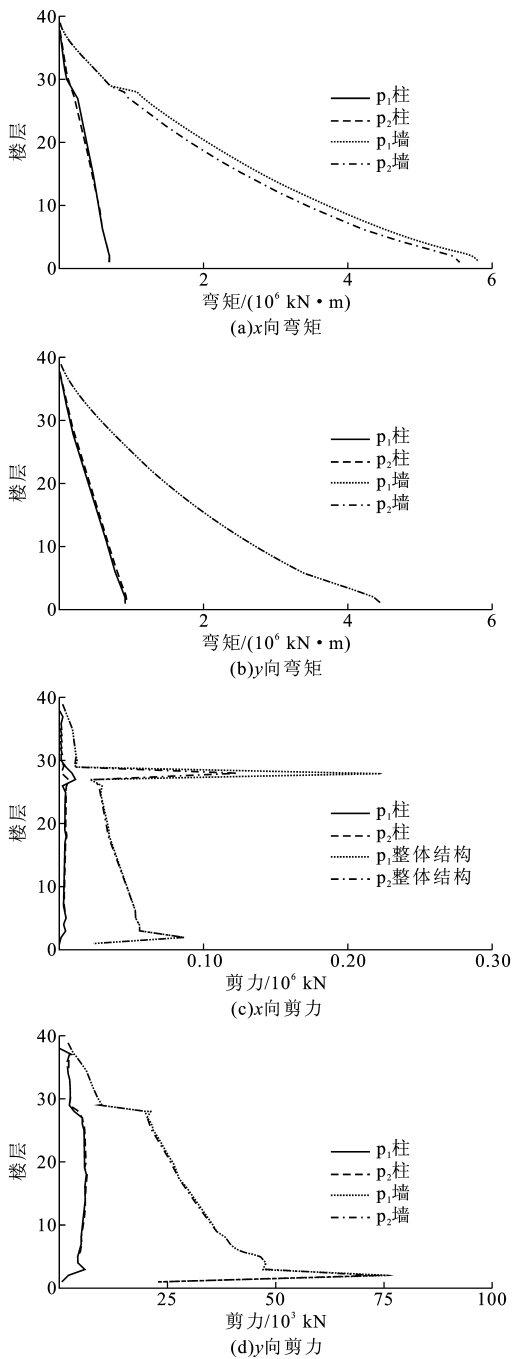 40
30
20
10
0
楼层
p₁柱
p₂柱
p₁墙
p₂墙
2 4 6
弯矩/(10⁶ kN·m)
(a)x向弯矩
40
30
20
10
0
楼层
p₁柱
p₂柱
p₁墙
p₂墙
2 4 6
弯矩/(10⁶ kN·m)
(b)y向弯矩
40
30
20
10
0
楼层
p₁柱
p₂柱
p₁整体结构
p₂整体结构
0.10 0.20 0.30
剪力/10⁶ kN
(c)x向剪力
40
30
20
10
0
楼层
p₁柱
p₂柱
p₁墙
p₂墙
25 50 75 100
剪力/10³ kN
(d)y向剪力